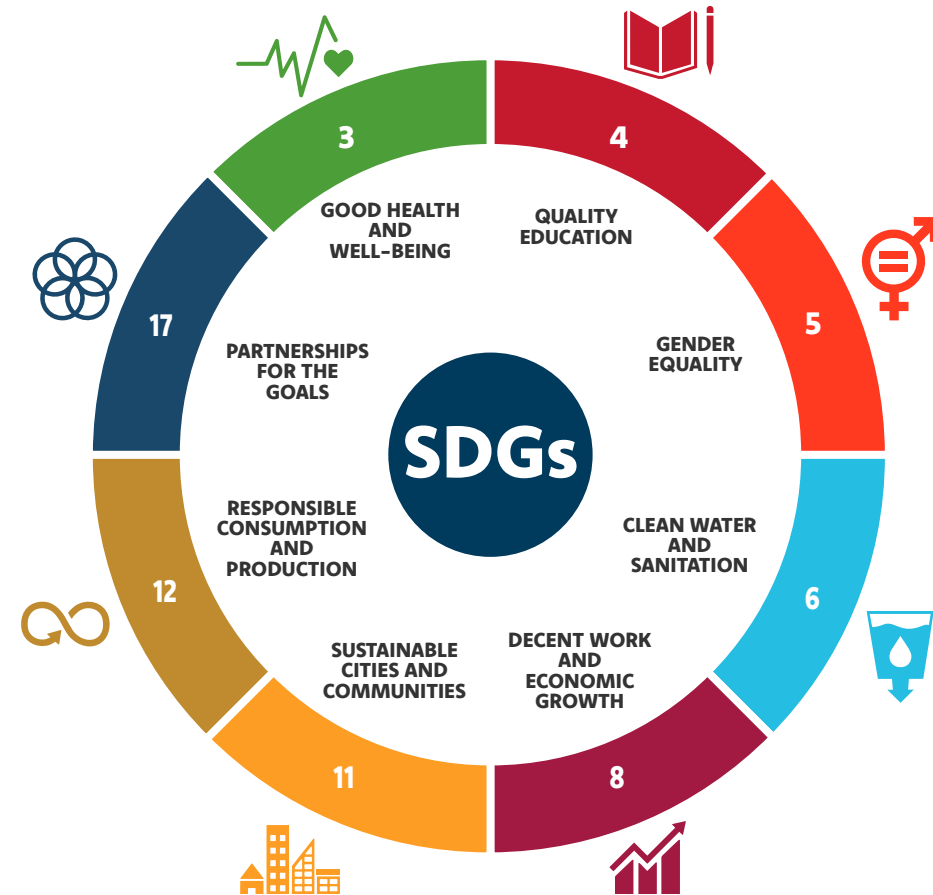 3
4
GOOD HEALTH
AND
WELL-BEING
QUALITY
EDUCATION
17
5
PARTNERSHIPS
FOR THE
GOALS
GENDER
EQUALITY
SDGs
RESPONSIBLE
CONSUMPTION
AND
PRODUCTION
CLEAN WATER
AND
SANITATION
12
6
SUSTAINABLE
CITIES AND
COMMUNITIES
DECENT WORK
AND
ECONOMIC
GROWTH
11
8